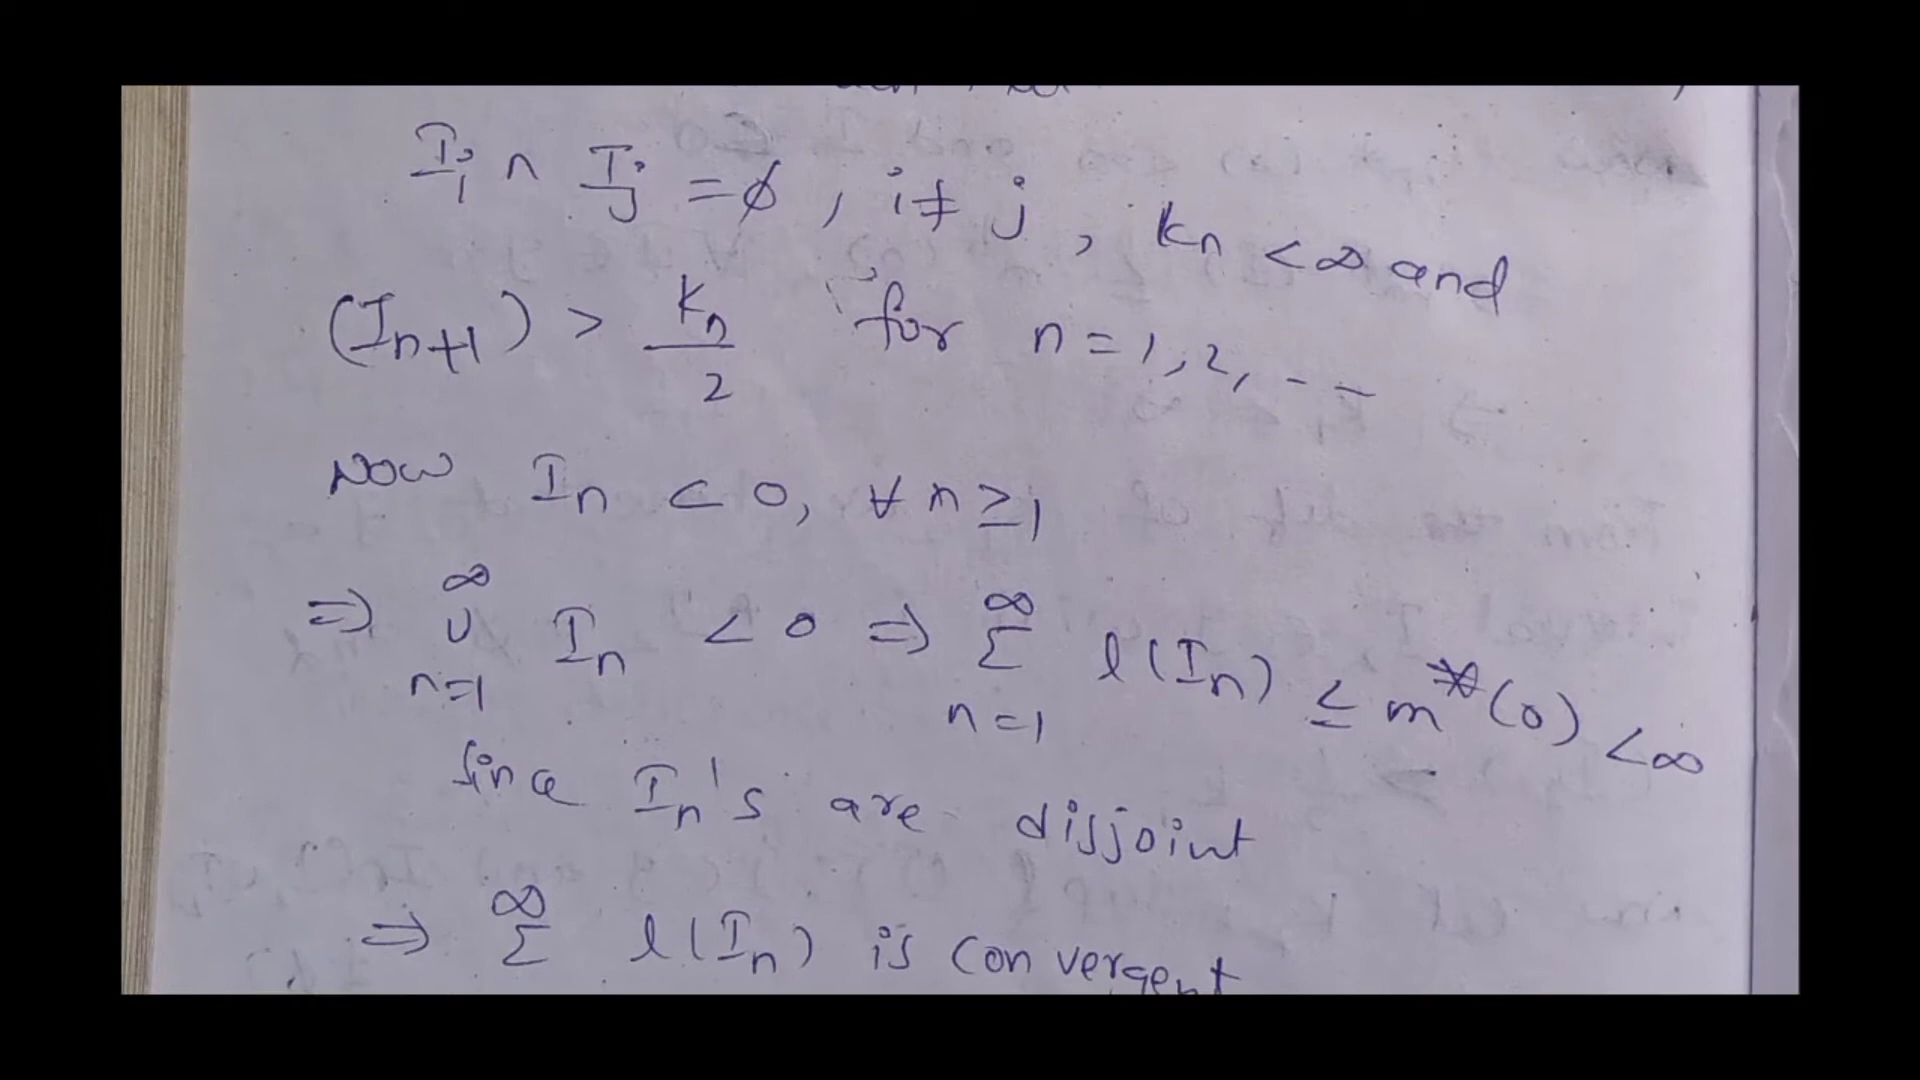 I_i ∩ I_j = ∅, i ≠ j, k_n < ∞ and
(I_{n+1}) > k_n/2 for n = 1, 2, - -
Now I_n ⊂ O, ∀ n ≥ 1
⇒ ∞∪n=1 I_n ⊂ O ⇒ ∞Σn=1 l(I_n) ≤ m*(O) < ∞
Since I_n's are disjoint
⇒ ∞Σ l(I_n) is convergent